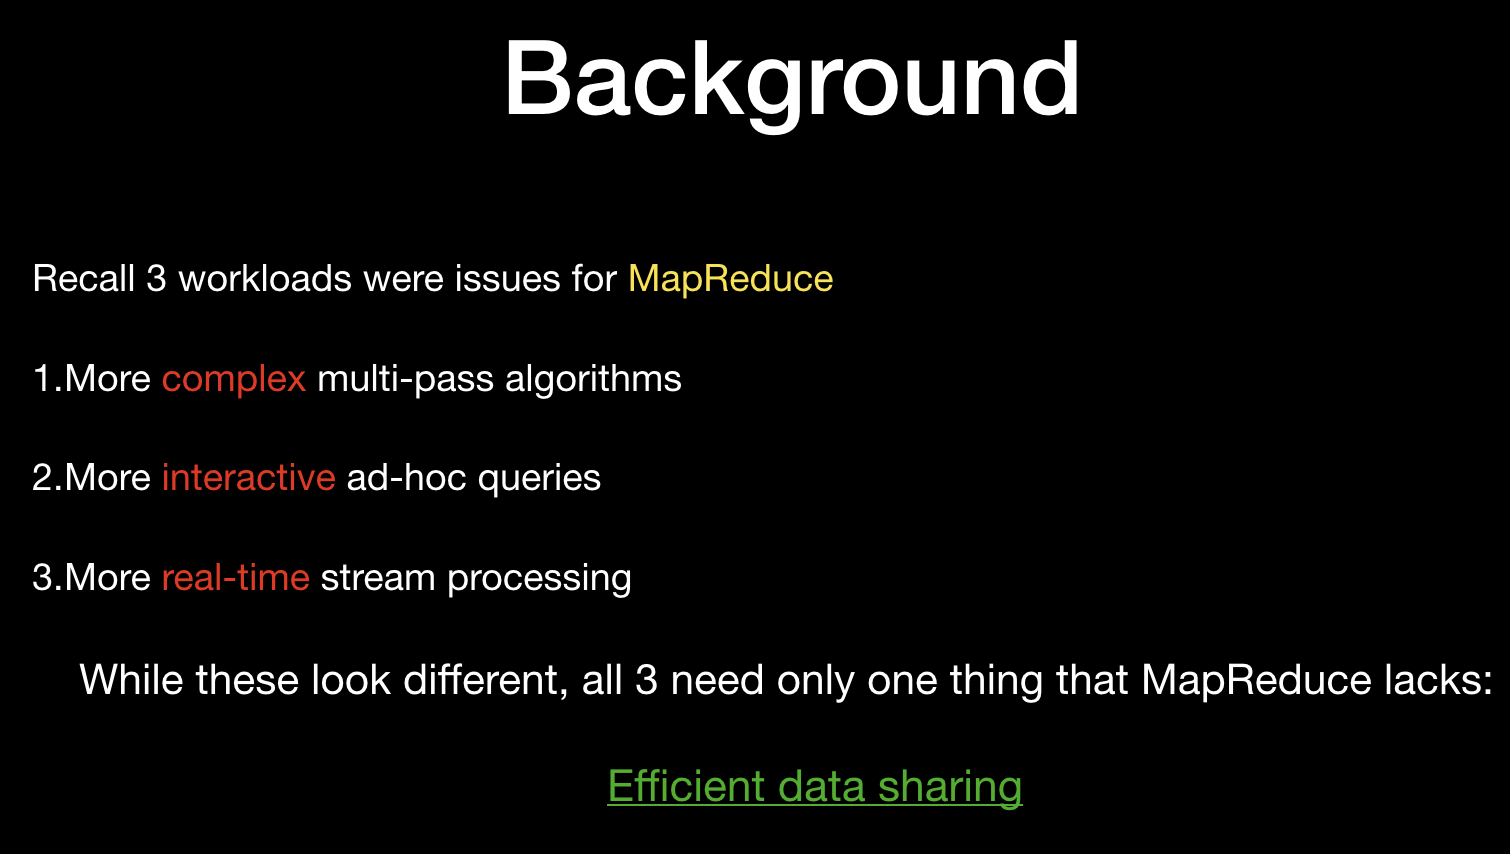 Background
Recall 3 workloads were issues for MapReduce
1.More complex multi-pass algorithms
2.More interactive ad-hoc queries
3.More real-time stream processing
While these look different, all 3 need only one thing that MapReduce lacks:
Efficient data sharing